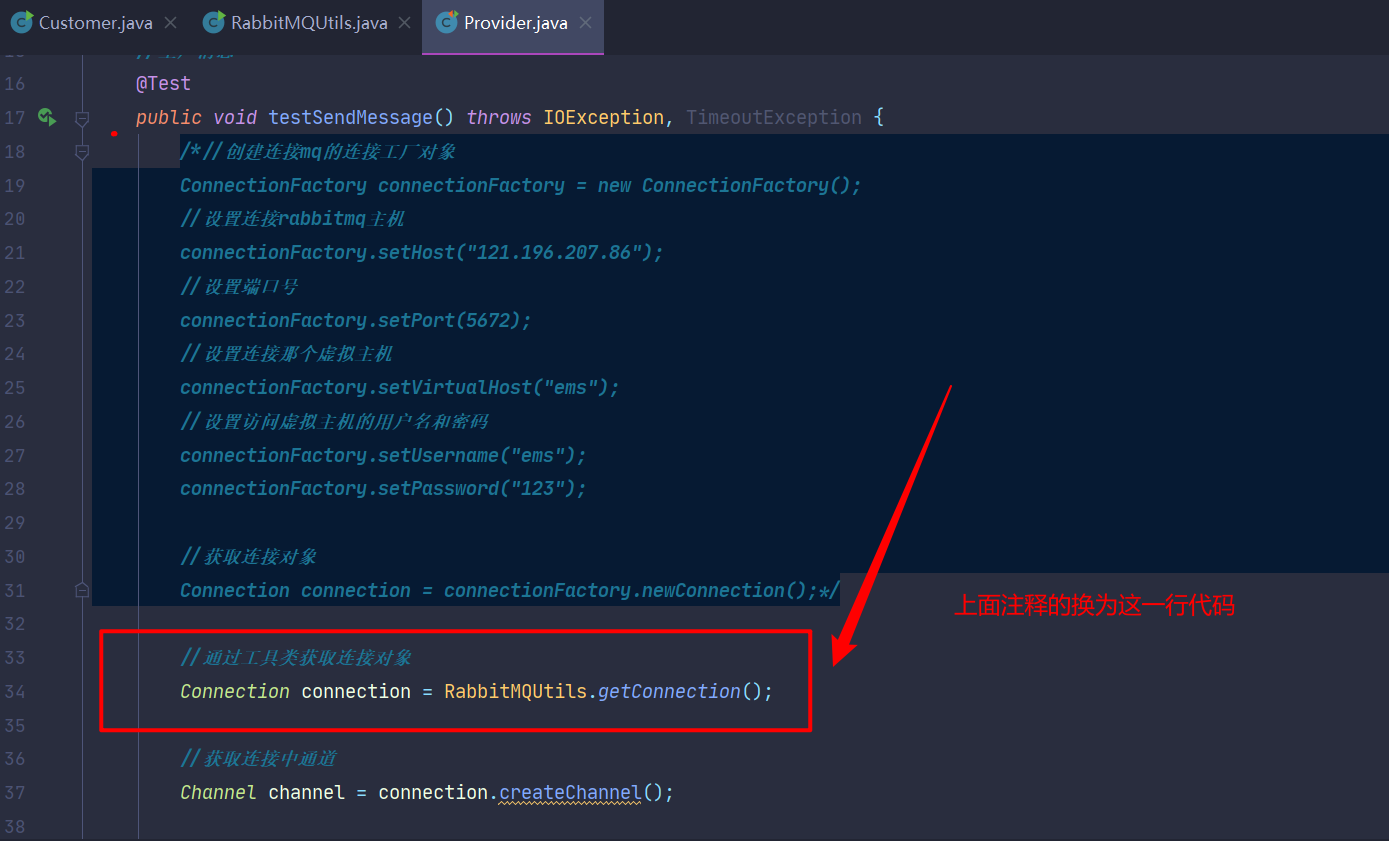 Customer.java
RabbitMQUtils.java
Provider.java
16 @Test
17 public void testSendMessage() throws IOException, TimeoutException {
18 /*//创建连接mq的连接工厂对象
19 ConnectionFactory connectionFactory = new ConnectionFactory();
20 //设置连接rabbitmq主机
21 connectionFactory.setHost("121.196.207.86");
22 //设置端口号
23 connectionFactory.setPort(5672);
24 //设置连接那个虚拟主机
25 connectionFactory.setVirtualHost("ems");
26 //设置访问虚拟主机的用户名和密码
27 connectionFactory.setUsername("ems");
28 connectionFactory.setPassword("123");
29
30 //获取连接对象
31 Connection connection = connectionFactory.newConnection();*/
上面注释的换为这一行代码
32
33 //通过工具类获取连接对象
34 Connection connection = RabbitMQUtils.getConnection();
35
36 //获取连接中通道
37 Channel channel = connection.createChannel();
38